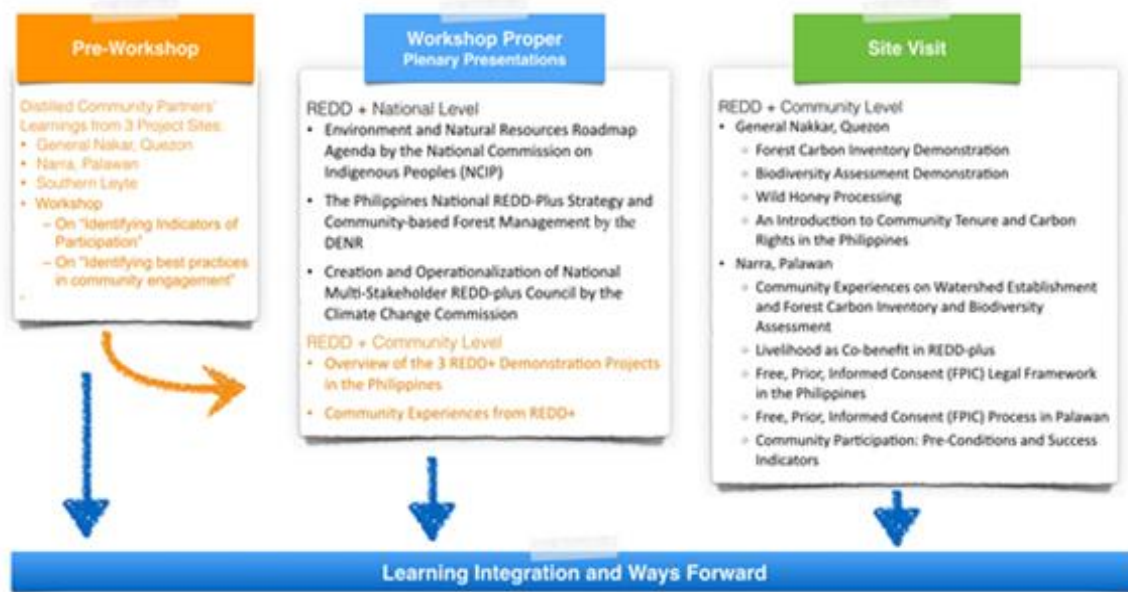 Pre-Workshop
Distilled Community Partners'
Learnings from 3 Project Sites:
• General Nakar, Quezon
• Narra, Palawan
• Southern Leyte
• Workshop
– On "Identifying Indicators of
Participation"
– On "Identifying best practices
in community engagement"
Workshop Proper
Plenary Presentations
REDD + National Level
• Environment and Natural Resources Roadmap
Agenda by the National Commission on
Indigenous Peoples (NCIP)
• The Philippines National REDD-Plus Strategy and
Community-based Forest Management by the
DENR
• Creation and Operationalization of National
Multi-Stakeholder REDD-plus Council by the
Climate Change Commission
REDD + Community Level
• Overview of the 3 REDD+ Demonstration Projects
in the Philippines
• Community Experiences from REDD+
Site Visit
REDD + Community Level
• General Nakkar, Quezon
○ Forest Carbon Inventory Demonstration
○ Biodiversity Assessment Demonstration
○ Wild Honey Processing
○ An Introduction to Community Tenure and Carbon
Rights in the Philippines
• Narra, Palawan
○ Community Experiences on Watershed Establishment
and Forest Carbon Inventory and Biodiversity
Assessment
○ Livelihood as Co-benefit in REDD-plus
○ Free, Prior, Informed Consent (FPIC) Legal Framework
in the Philippines
○ Free, Prior, Informed Consent (FPIC) Process in Palawan
○ Community Participation: Pre-Conditions and Success
Indicators
Learning Integration and Ways Forward